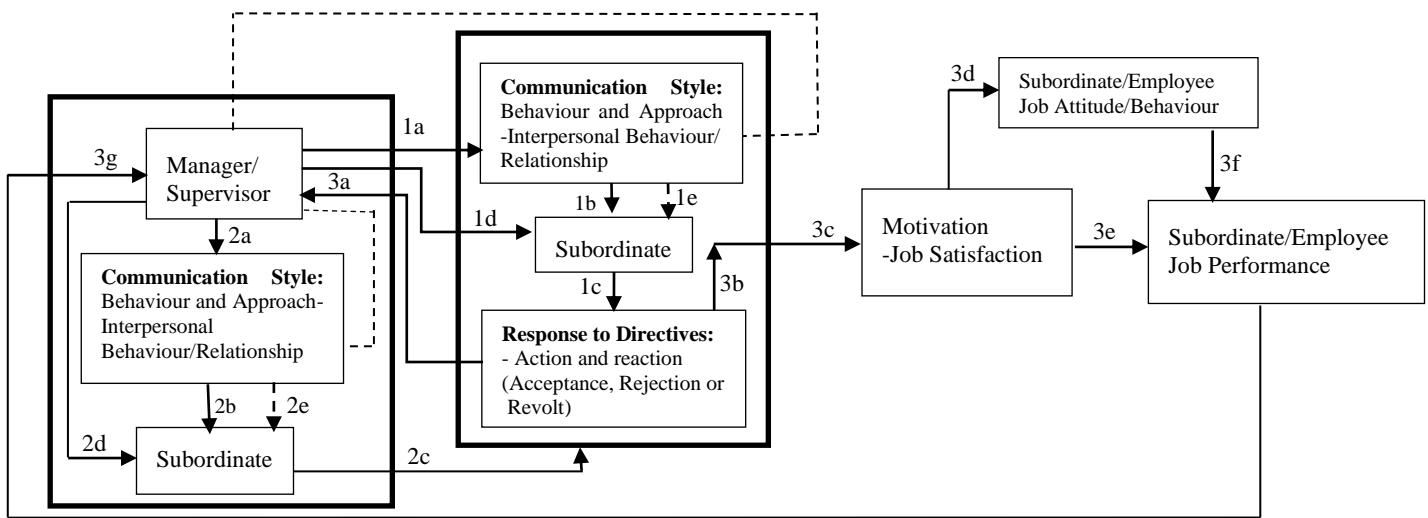 3g
Manager/
Supervisor
2a
Communication Style:
Behaviour and Approach-
Interpersonal
Behaviour/Relationship
2b
2e
2d
Subordinate
2c
1a
3a
1d
Communication Style:
Behaviour and Approach
-Interpersonal Behaviour/
Relationship
1b
1e
Subordinate
1c
3b
Response to Directives:
- Action and reaction
(Acceptance, Rejection or
Revolt)
3c
Motivation
-Job Satisfaction
3d
Subordinate/Employee
Job Attitude/Behaviour
3f
3e
Subordinate/Employee
Job Performance